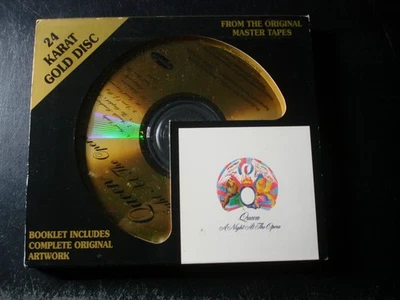 24
KARAT
GOLD DISC
FROM THE ORIGINAL
MASTER TAPES
Queen
BOOKLET INCLUDES
COMPLETE ORIGINAL
ARTWORK
Queen
A Night At The Opera